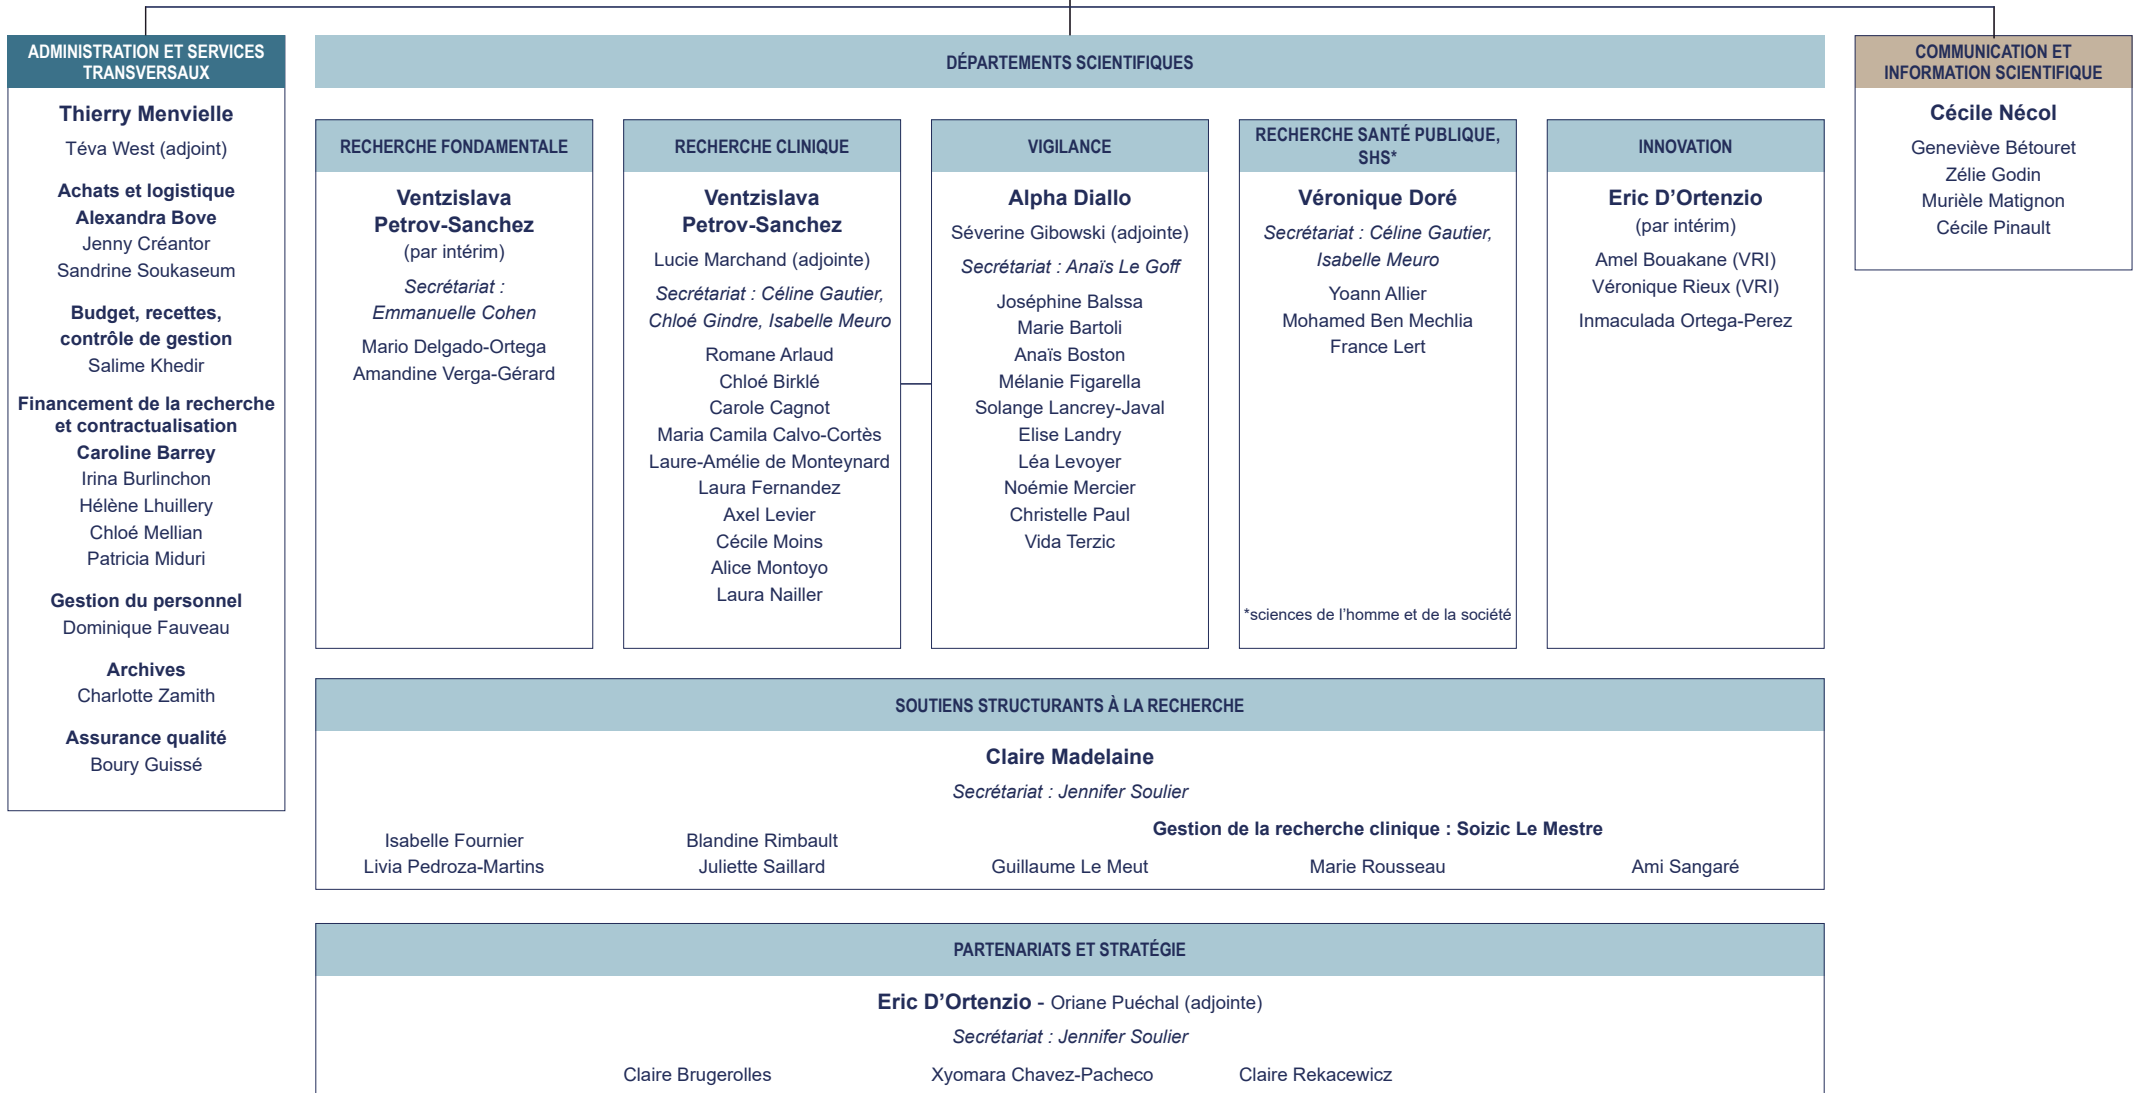 ADMINISTRATION ET SERVICES
TRANSVERSAUX
Thierry Menvielle
Téva West (adjoint)
Achats et logistique
Alexandra Bove
Jenny Créantor
Sandrine Soukaseum
Budget, recettes,
contrôle de gestion
Salime Khedir
Financement de la recherche
et contractualisation
Caroline Barrey
Irina Burlinchon
Hélène Lhuillery
Chloé Mellian
Patricia Miduri
Gestion du personnel
Dominique Fauveau
Archives
Charlotte Zamith
Assurance qualité
Boury Guissé
DÉPARTEMENTS SCIENTIFIQUES
RECHERCHE FONDAMENTALE
Ventzislava
Petrov-Sanchez
(par intérim)
Secrétariat :
Emmanuelle Cohen
Mario Delgado-Ortega
Amandine Verga-Gérard
RECHERCHE CLINIQUE
Ventzislava
Petrov-Sanchez
Lucie Marchand (adjointe)
Secrétariat : Céline Gautier,
Chloé Gindre, Isabelle Meuro
Romane Arlaud
Chloé Birklé
Carole Cagnot
Maria Camila Calvo-Cortès
Laure-Amélie de Monteynard
Laura Fernandez
Axel Levier
Cécile Moins
Alice Montoyo
Laura Nailler
VIGILANCE
Alpha Diallo
Séverine Gibowski (adjointe)
Secrétariat : Anaïs Le Goff
Joséphine Balssa
Marie Bartoli
Anaïs Boston
Mélanie Figarella
Solange Lancrey-Javal
Elise Landry
Léa Levoyer
Noémie Mercier
Christelle Paul
Vida Terzic
RECHERCHE SANTÉ PUBLIQUE,
SHS*
Véronique Doré
Secrétariat : Céline Gautier,
Isabelle Meuro
Yoann Allier
Mohamed Ben Mechlia
France Lert
*sciences de l'homme et de la société
INNOVATION
Eric D'Ortenzio
(par intérim)
Amel Bouakane (VRI)
Véronique Rieux (VRI)
Inmaculada Ortega-Perez
COMMUNICATION ET
INFORMATION SCIENTIFIQUE
Cécile Nécol
Geneviève Bétouret
Zélie Godin
Murièle Matignon
Cécile Pinault
SOUTIENS STRUCTURANTS À LA RECHERCHE
Claire Madelaine
Secrétariat : Jennifer Soulier
Isabelle Fournier
Livia Pedroza-Martins
Blandine Rimbault
Juliette Saillard
Gestion de la recherche clinique : Soizic Le Mestre
Guillaume Le Meut
Marie Rousseau
Ami Sangaré
PARTENARIATS ET STRATÉGIE
Eric D'Ortenzio - Oriane Puéchal (adjointe)
Secrétariat : Jennifer Soulier
Claire Brugerolles
Xyomara Chavez-Pacheco
Claire Rekacewicz